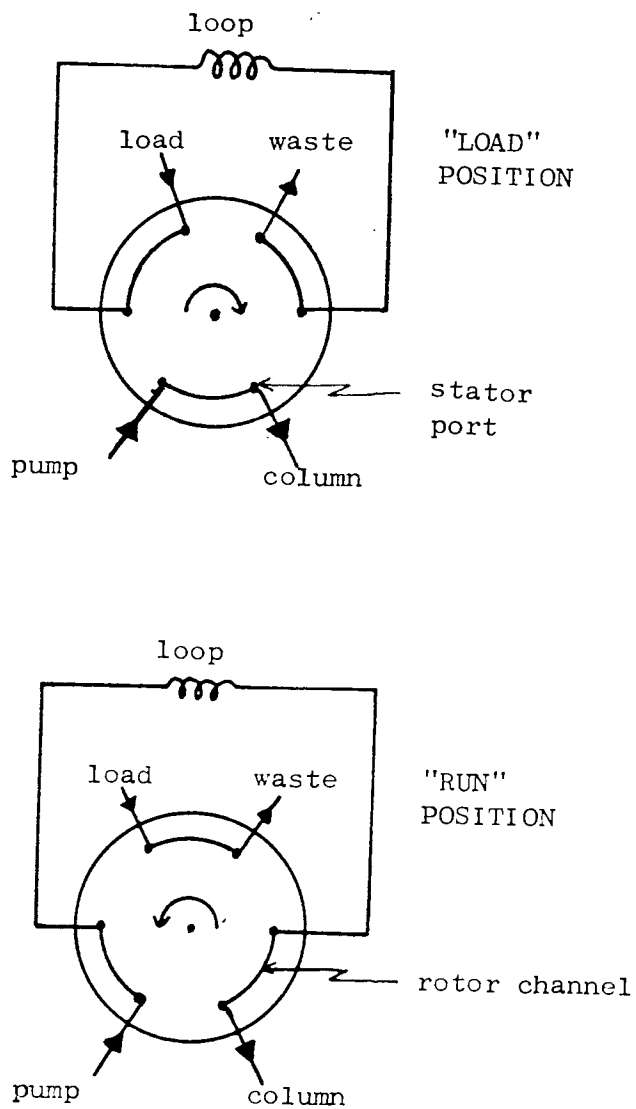 loop
load
waste
"LOAD"
POSITION
stator
port
pump
column
loop
load
waste
"RUN"
POSITION
rotor channel
pump
column